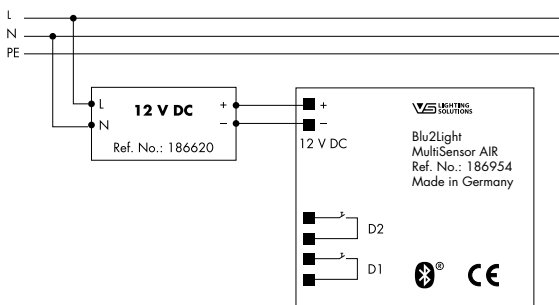 L
N
PE
L
N
12 V DC
+
–
Ref. No.: 186620
+
–
12 V DC
VS LIGHTING SOLUTIONS
Blu2Light
MultiSensor AIR
Ref. No.: 186954
Made in Germany
D2
D1
® CE